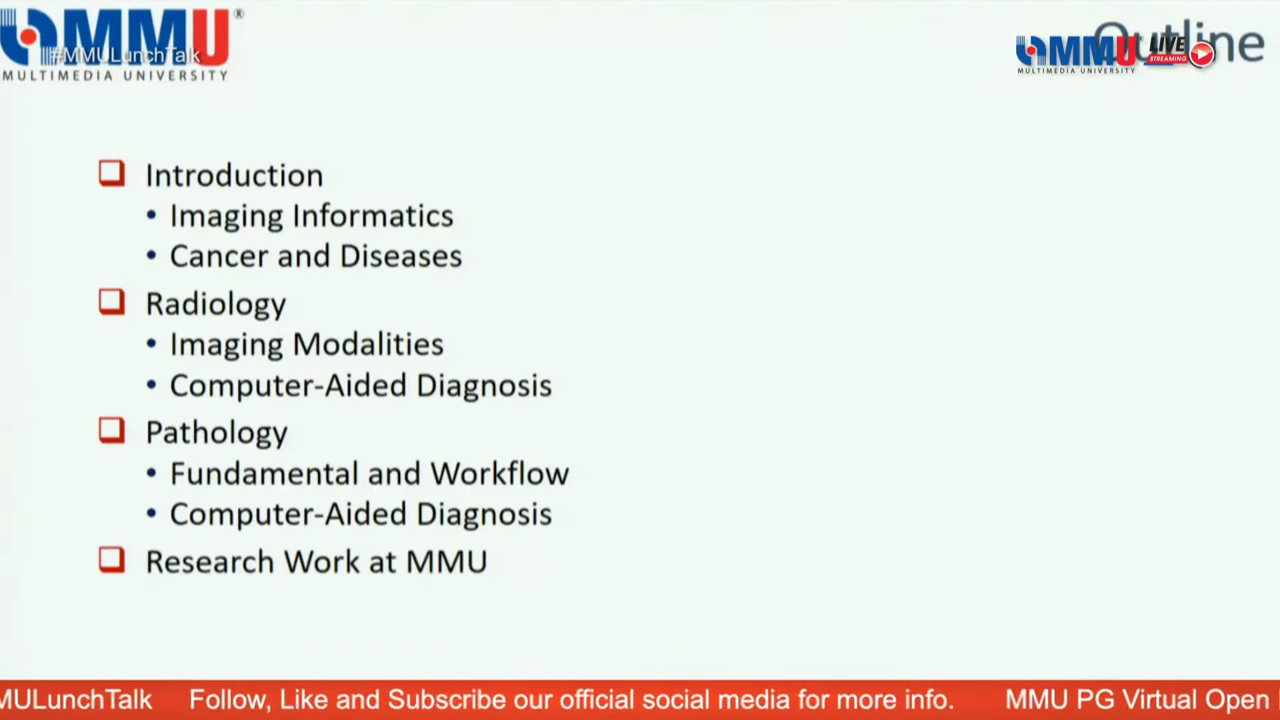 MMU®
#MMULunchTalk
MULTIMEDIA UNIVERSITY
Outline
MMU
MULTIMEDIA UNIVERSITY
LIVE
STREAMING
Introduction
• Imaging Informatics
• Cancer and Diseases
Radiology
• Imaging Modalities
• Computer-Aided Diagnosis
Pathology
• Fundamental and Workflow
• Computer-Aided Diagnosis
Research Work at MMU
MULunchTalk Follow, Like and Subscribe our official social media for more info. MMU PG Virtual Open